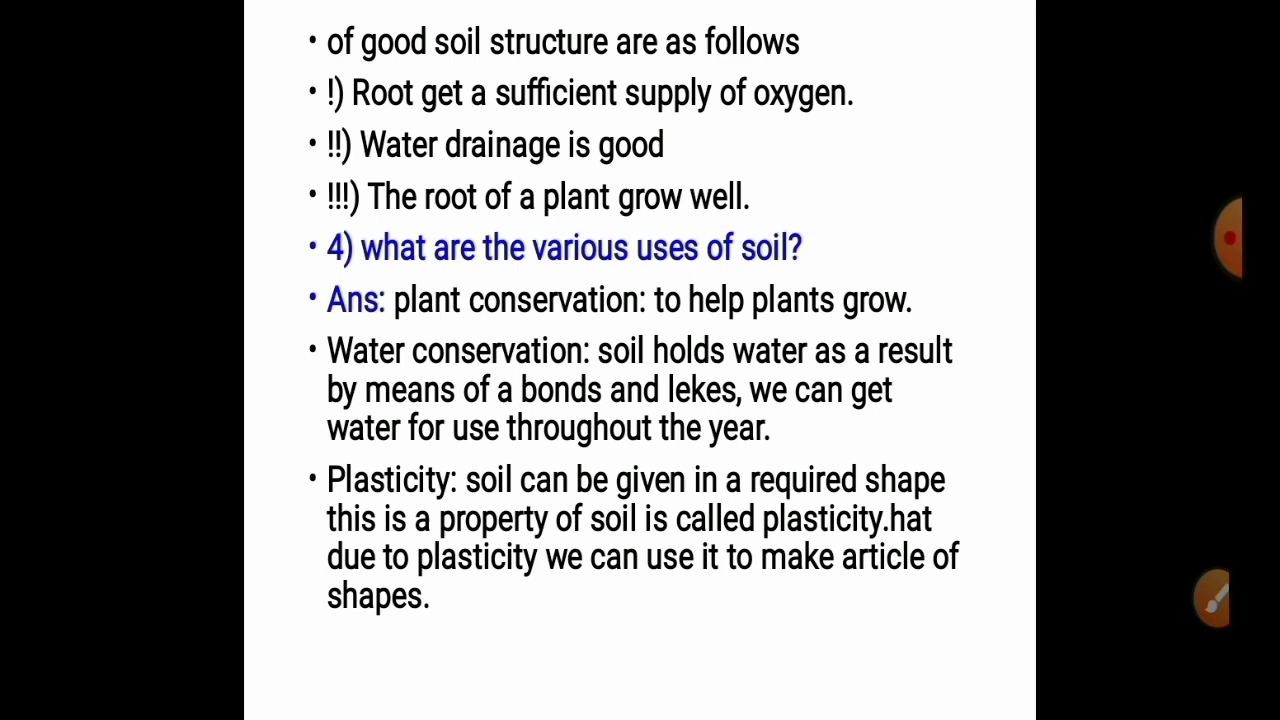 • of good soil structure are as follows
• !) Root get a sufficient supply of oxygen.
• !!) Water drainage is good
• !!!) The root of a plant grow well.
• 4) what are the various uses of soil?
• Ans: plant conservation: to help plants grow.
• Water conservation: soil holds water as a result
by means of a bonds and lekes, we can get
water for use throughout the year.
• Plasticity: soil can be given in a required shape
this is a property of soil is called plasticity.hat
due to plasticity we can use it to make article of
shapes.